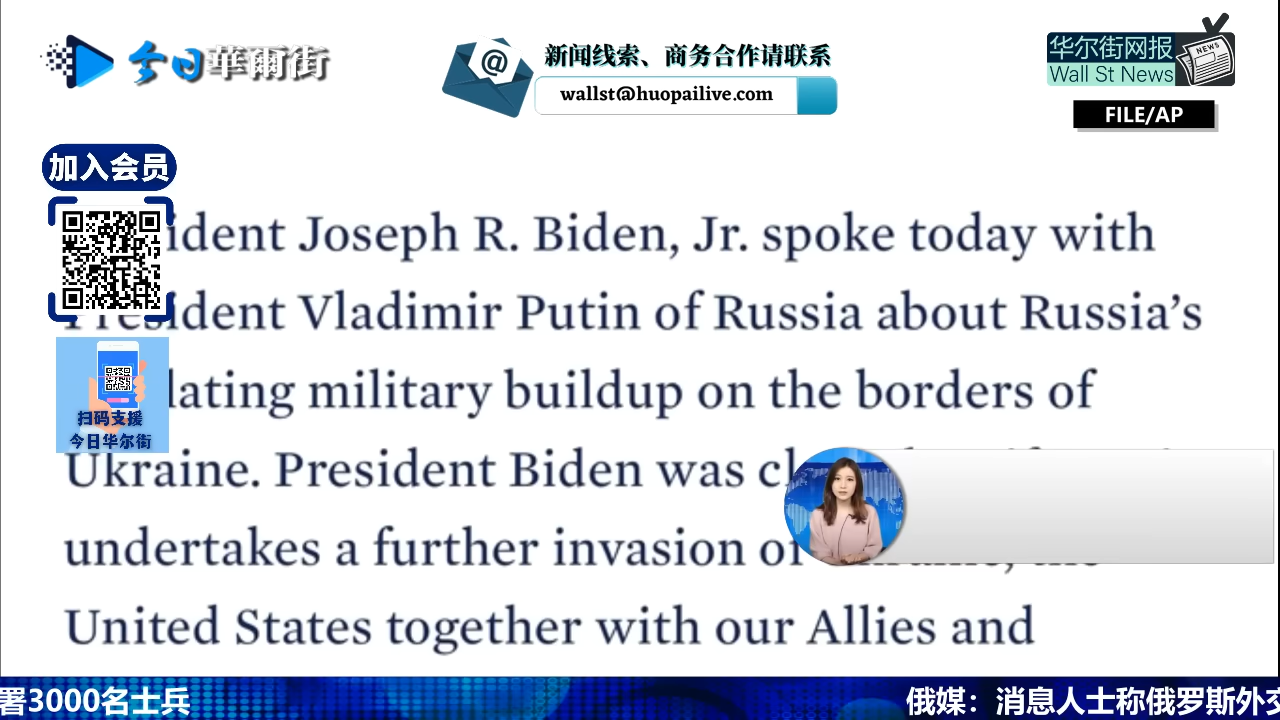 今日華爾街
新闻线索、商务合作请联系
wallst@huopailive.com
华尔街网报
Wall St News
NEWS
FILE/AP
加入会员
ident Joseph R. Biden, Jr. spoke today with
President Vladimir Putin of Russia about Russia's
lating military buildup on the borders of
扫码支援
今日华尔街
Ukraine. President Biden was cl
undertakes a further invasion of Ukraine, the
United States together with our Allies and
署3000名士兵
俄媒：消息人士称俄罗斯外交